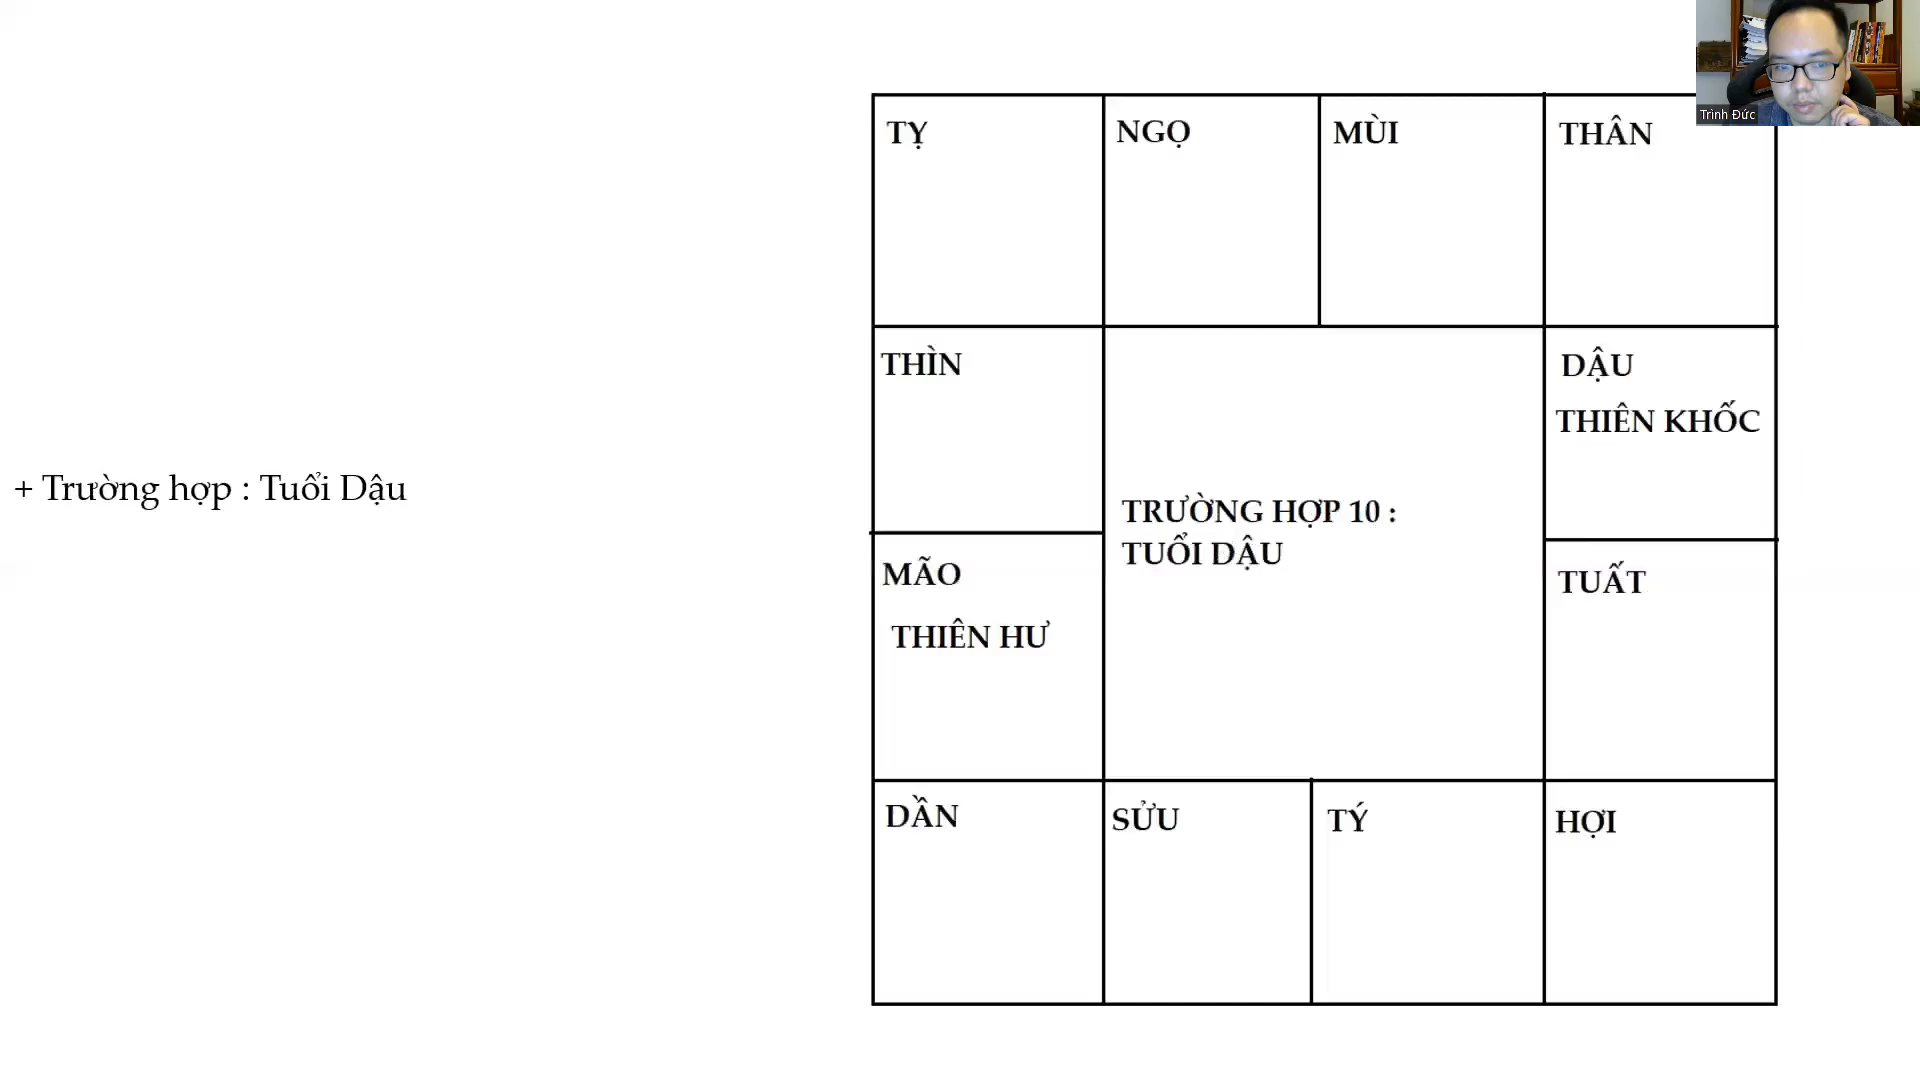 Trình Đức
TỴ
NGỌ
MÙI
THÂN
THÌN
DẬU
THIÊN KHỐC
+ Trường hợp : Tuổi Dậu
TRƯỜNG HỢP 10 :
TUỔI DẬU
MÃO
THIÊN HƯ
TUẤT
DẦN
SỬU
TÝ
HỢI